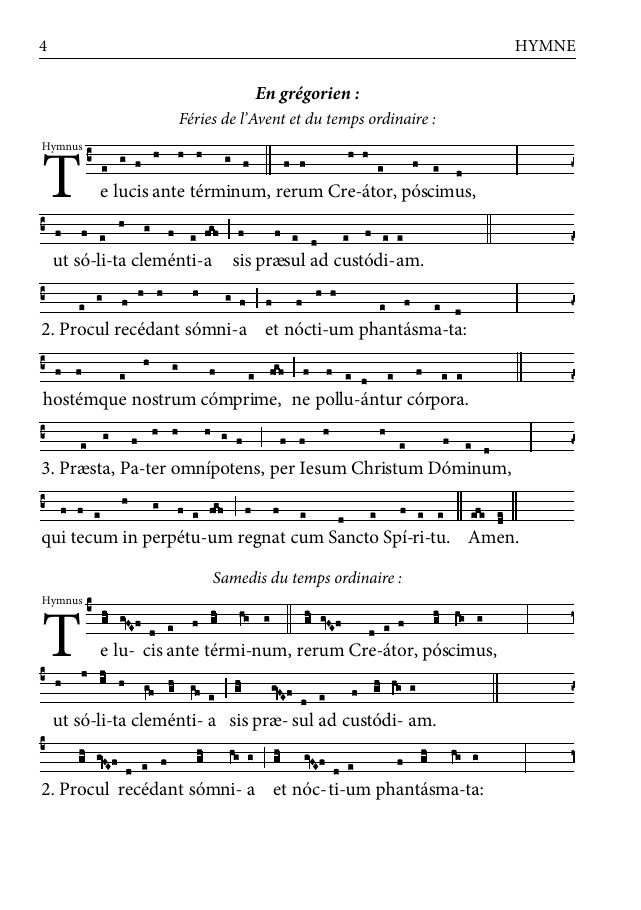 4 HYMNE
En grégorien :
Féries de l’Avent et du temps ordinaire :
Hymnus
Te lucis ante términum, rerum Cre-átor, póscimus,
ut só-li-ta cleménti-a sis præsul ad custódi-am.
2. Procul recédant sómni-a et nócti-um phantásma-ta:
hostémque nostrum cómprime, ne pollu-ántur córpora.
3. Præsta, Pa-ter omnípotens, per Iesum Christum Dóminum,
qui tecum in perpétu-um regnat cum Sancto Spí-ri-tu. Amen.
Samedis du temps ordinaire :
Hymnus
Te lu- cis ante térmi-num, rerum Cre-átor, póscimus,
ut só-li-ta cleménti- a sis præ- sul ad custódi- am.
2. Procul recédant sómni- a et nóc-ti-um phantásma-ta: